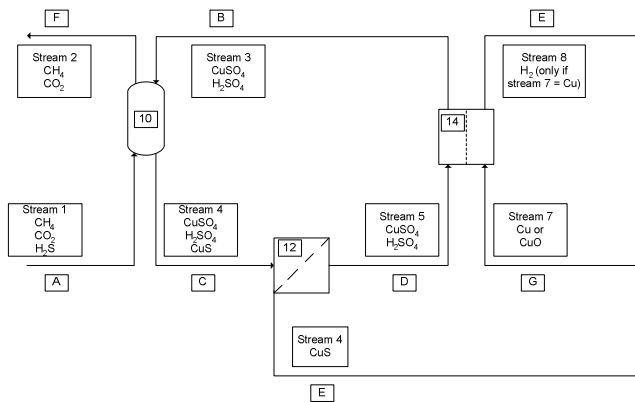 F
B
E
Stream 2
CH₄
CO₂
Stream 3
CuSO₄
H₂SO₄
Stream 8
H₂ (only if
stream 7 = Cu)
10
14
Stream 1
CH₄
CO₂
H₂S
Stream 4
CuSO₄
H₂SO₄
CuS
12
Stream 5
CuSO₄
H₂SO₄
Stream 7
Cu or
CuO
A
C
D
G
Stream 4
CuS
E